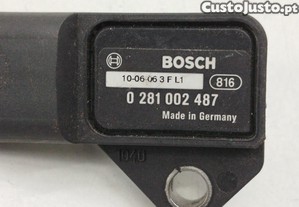 CustoJusto.pt
BOSCH
10-06-06 3 F L1
816
0 281 002 487
Made in Germany